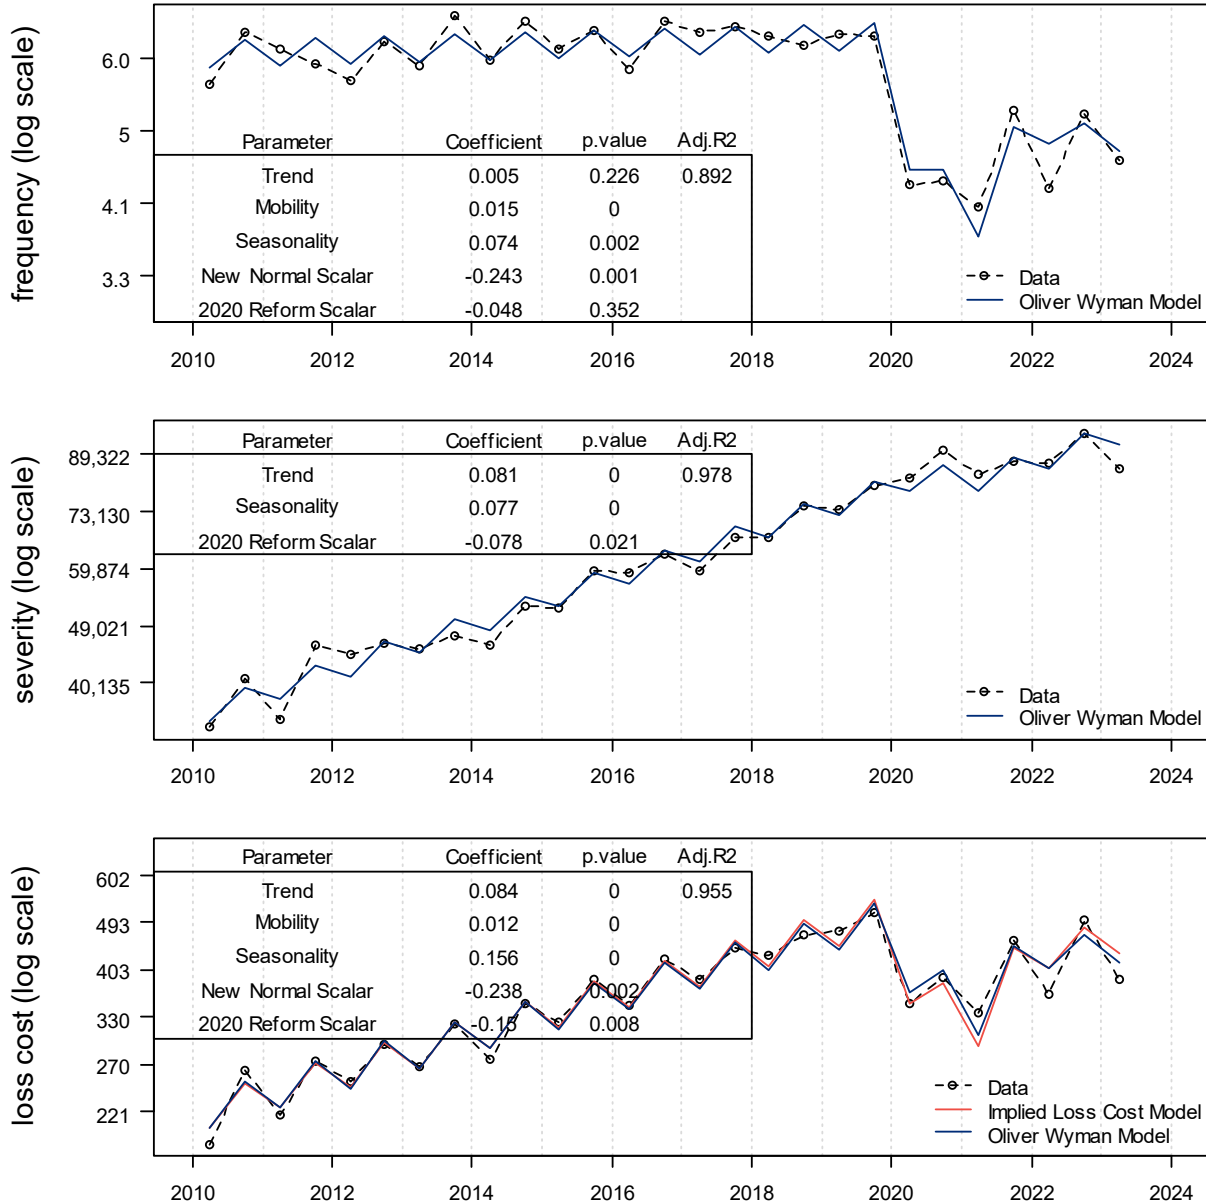 frequency (log scale)
6.0
5
4.1
3.3
Parameter Coefficient p.value Adj.R2
Trend 0.005 0.226 0.892
Mobility 0.015 0
Seasonality 0.074 0.002
New Normal Scalar -0.243 0.001
2020 Reform Scalar -0.048 0.352
Data
Oliver Wyman Model
2010 2012 2014 2016 2018 2020 2022 2024
severity (log scale)
89,322
73,130
59,874
49,021
40,135
Parameter Coefficient p.value Adj.R2
Trend 0.081 0 0.978
Seasonality 0.077 0
2020 Reform Scalar -0.078 0.021
Data
Oliver Wyman Model
2010 2012 2014 2016 2018 2020 2022 2024
loss cost (log scale)
602
493
403
330
270
221
Parameter Coefficient p.value Adj.R2
Trend 0.084 0 0.955
Mobility 0.012 0
Seasonality 0.156 0
New Normal Scalar -0.238 0.002
2020 Reform Scalar -0.15 0.008
Data
Implied Loss Cost Model
Oliver Wyman Model
2010 2012 2014 2016 2018 2020 2022 2024